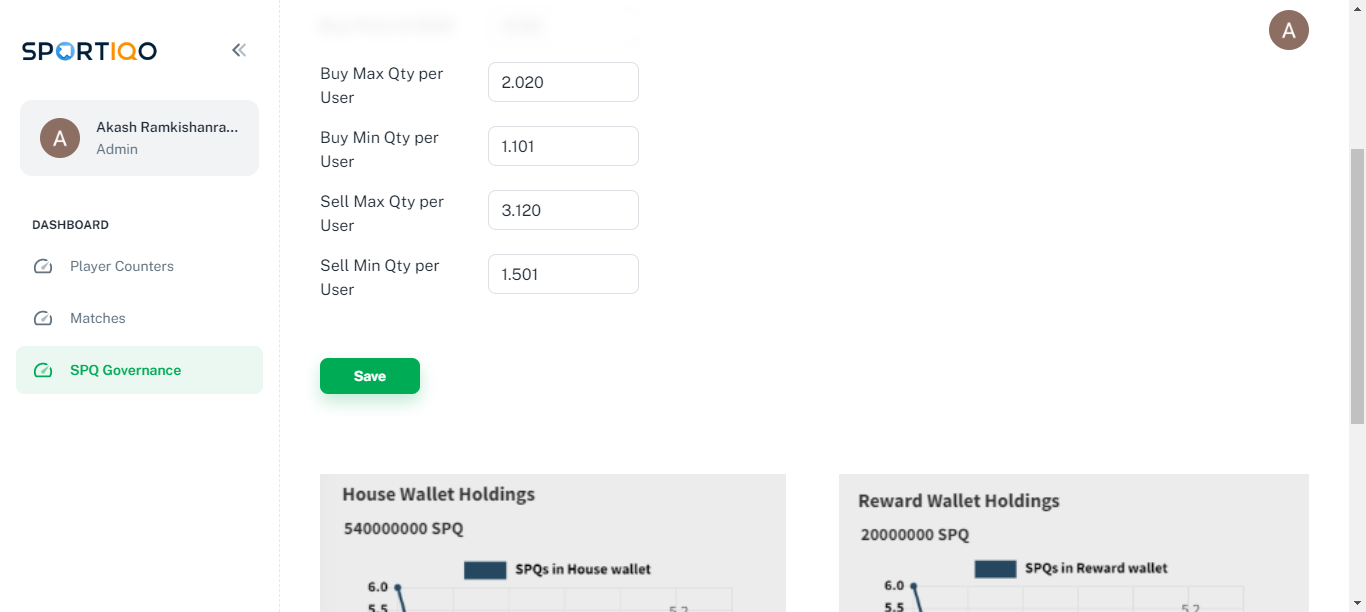 SPORTIQO
A
Akash Ramkishanra...
Admin
DASHBOARD
Player Counters
Matches
SPQ Governance
A
Buy Max Qty per
User
2.020
Buy Min Qty per
User
1.101
Sell Max Qty per
User
3.120
Sell Min Qty per
User
1.501
Save
House Wallet Holdings
540000000 SPQ
SPQs in House wallet
6.0
5.5
5.2
Reward Wallet Holdings
20000000 SPQ
SPQs in Reward wallet
6.0
5.5
5.2